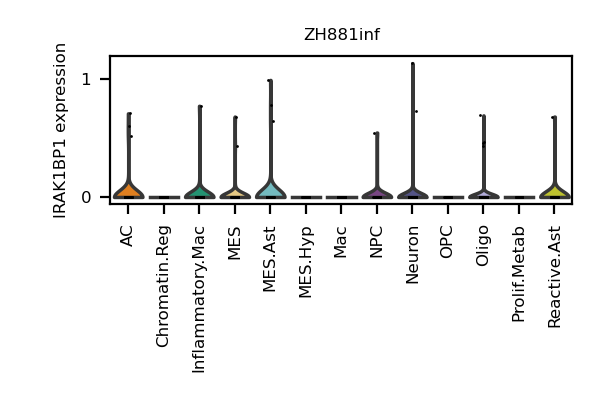 ZH881inf
IRAK1BP1 expression
1
0
AC
Chromatin.Reg
Inflammatory.Mac
MES
MES.Ast
MES.Hyp
Mac
NPC
Neuron
OPC
Oligo
Prolif.Metab
Reactive.Ast